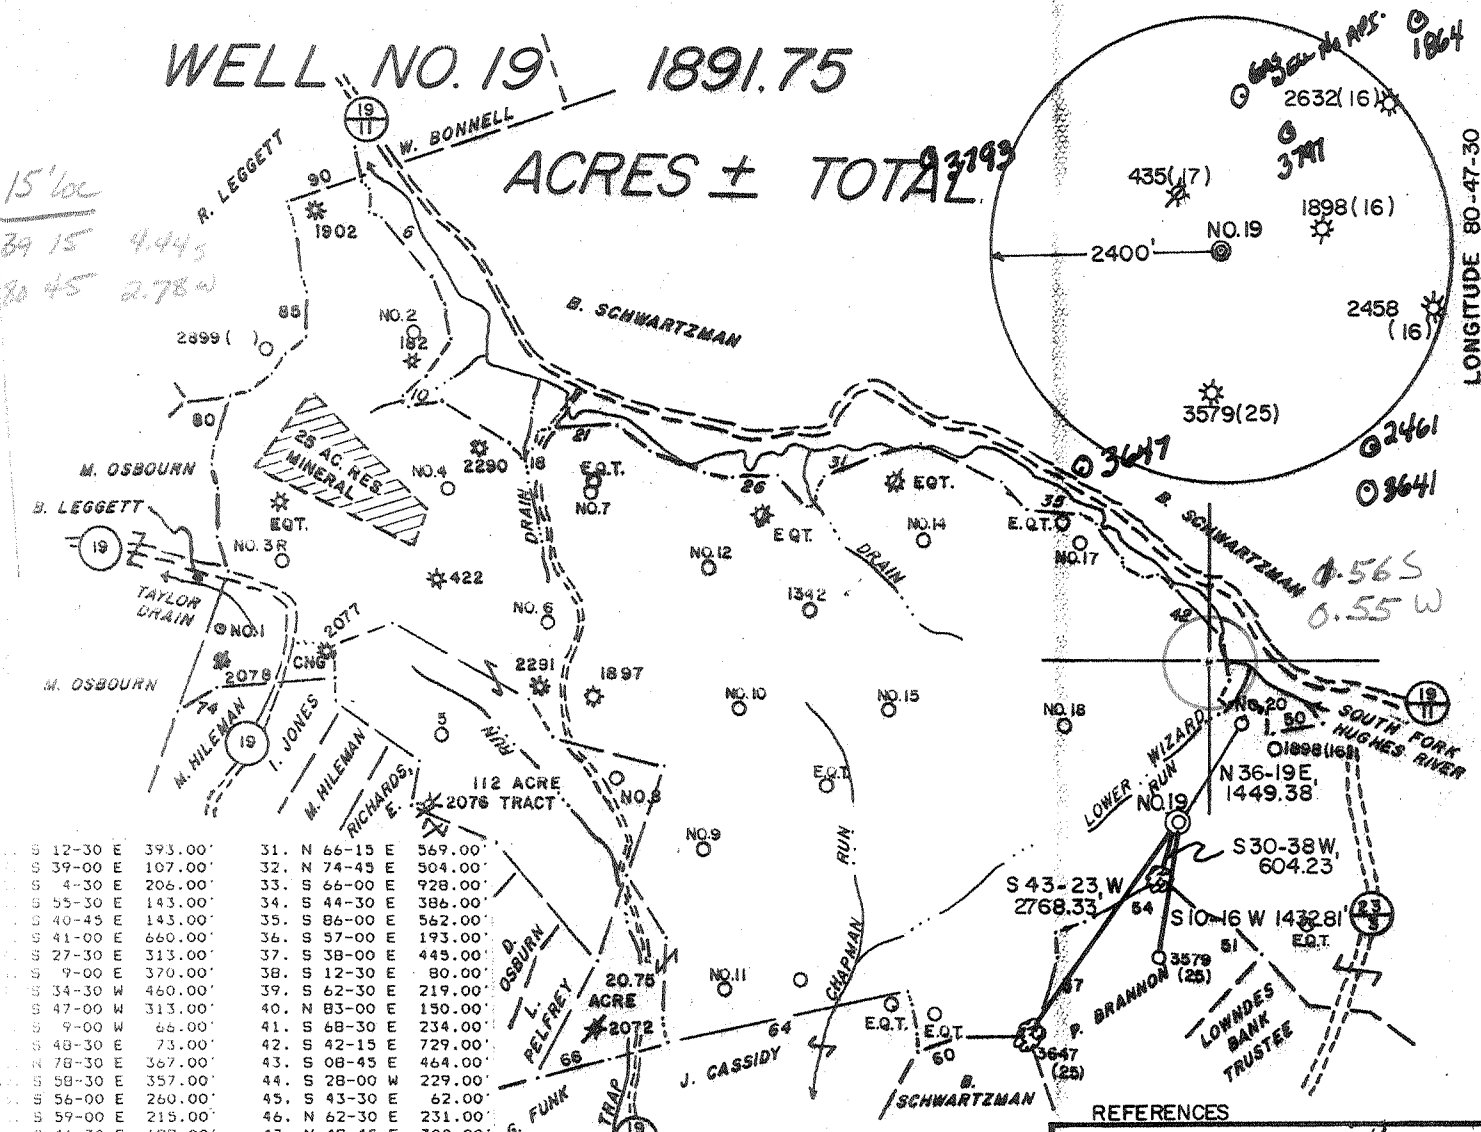 WELL NO. 19 1891.75
ACRES ± TOTAL
15' loc
39 15 4.44 S
80 45 2.78 W
GAS WELL No API.
1864
2632(16)
3797
3793
435(17)
1898(16)
NO.19
2400'
2458
(16)
3579(25)
LONGITUDE 80-47-30
2461
3641
3647
0.55 W
19
11
W. BONNELL
R. LEGGETT
90
1902
6
B. SCHWARTZMAN
85
2899( )
NO.2
182
10
80
25 AC. RES.
MINERAL
M. OSBOURN
B. LEGGETT
EQT.
NO.3R
19
TAYLOR
DRAIN
NO.1
2078
2077
CNG
M. OSBOURN
74
M. HILEMAN
19
I. JONES
M. HILEMAN
RICHARDS,
E.
NO.4
2290
18
21
DRAIN
E.Q.T.
NO.7
422
NO.6
2291
1897
5
RUN
112 ACRE
2076 TRACT
NO.8
26
31
EQT.
EQT.
NO.14
NO.12
DRAIN
1342
NO.10
NO.15
E.Q.T.
NO.9
35
E.Q.T.
NO.17
B. SCHWARTZMAN
42
NO.18
LOWER WIZARD
RUN
NO.20
50
1898(16)
SOUTH FORK
HUGHES RIVER
19
11
N 36-19 E,
1449.38'
NO.19
S 30-38 W,
604.23
S 43-23, W
2768.33'
54
S 10-16 W 1432.81'
51
23
E.Q.T.
3579
(25)
P. BRANNON
LOWNDES
BANK
TRUSTEE
3647
(25)
60
B.
SCHWARTZMAN
E.Q.T.
E.Q.T.
CHAPMAN RUN
64
J. CASSIDY
NO.11
20.75
ACRE
2072
66
D.
OSBURN
L.
PELFREY
FUNK
TRAP
19
S 12-30 E 393.00' 31. N 66-15 E 569.00'
S 39-00 E 107.00' 32. N 74-45 E 504.00'
S 4-30 E 206.00' 33. S 66-00 E 928.00'
S 55-30 E 143.00' 34. S 44-30 E 386.00'
S 40-45 E 143.00' 35. S 86-00 E 562.00'
S 41-00 E 660.00' 36. S 57-00 E 193.00'
S 27-30 E 313.00' 37. S 38-00 E 445.00'
S 9-00 E 370.00' 38. S 12-30 E 80.00'
S 34-30 W 460.00' 39. S 62-30 E 219.00'
S 47-00 W 313.00' 40. N 83-00 E 150.00'
S 9-00 W 66.00' 41. S 68-30 E 234.00'
S 48-30 E 73.00' 42. S 42-15 E 729.00'
N 78-30 E 367.00' 43. S 08-45 E 464.00'
S 58-30 E 357.00' 44. S 28-00 W 229.00'
S 56-00 E 260.00' 45. S 43-30 E 62.00'
S 59-00 E 215.00' 46. N 62-30 E 231.00'
REFERENCES